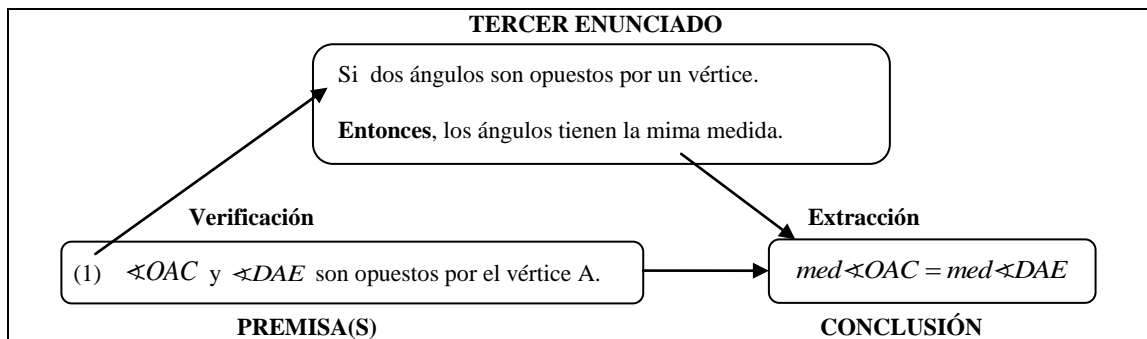 TERCER ENUNCIADO
Si dos ángulos son opuestos por un vértice.
Entonces, los ángulos tienen la mima medida.
Verificación
Extracción
(1) ∢OAC y ∢DAE son opuestos por el vértice A.
med∢OAC = med∢DAE
PREMISA(S)
CONCLUSIÓN